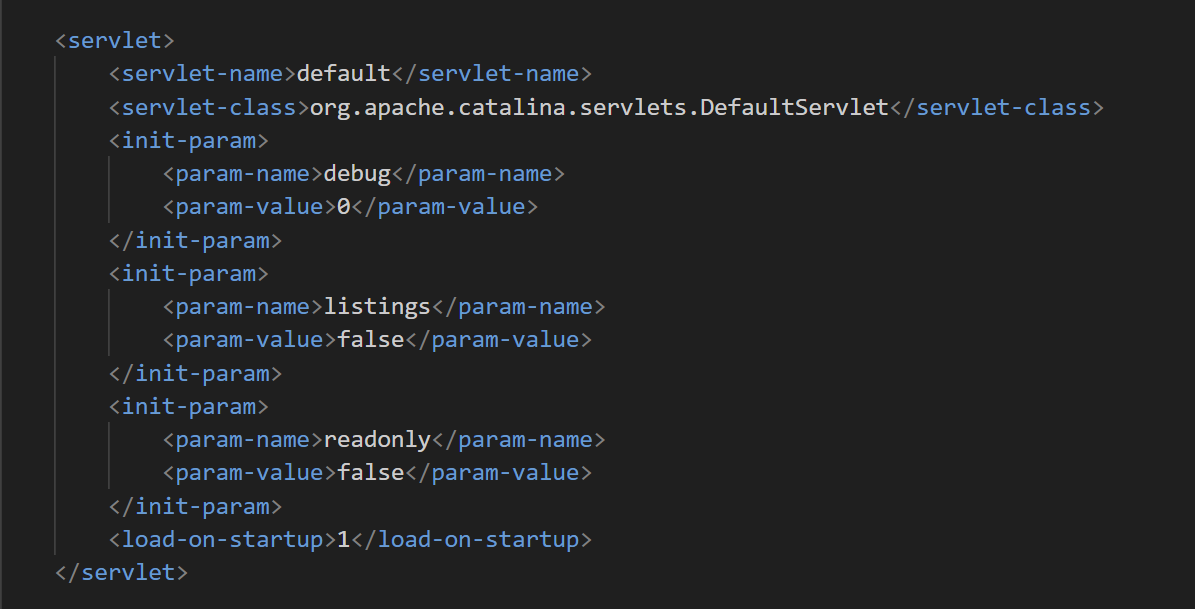 <servlet>
<servlet-name>default</servlet-name>
<servlet-class>org.apache.catalina.servlets.DefaultServlet</servlet-class>
<init-param>
<param-name>debug</param-name>
<param-value>0</param-value>
</init-param>
<init-param>
<param-name>listings</param-name>
<param-value>false</param-value>
</init-param>
<init-param>
<param-name>readonly</param-name>
<param-value>false</param-value>
</init-param>
<load-on-startup>1</load-on-startup>
</servlet>